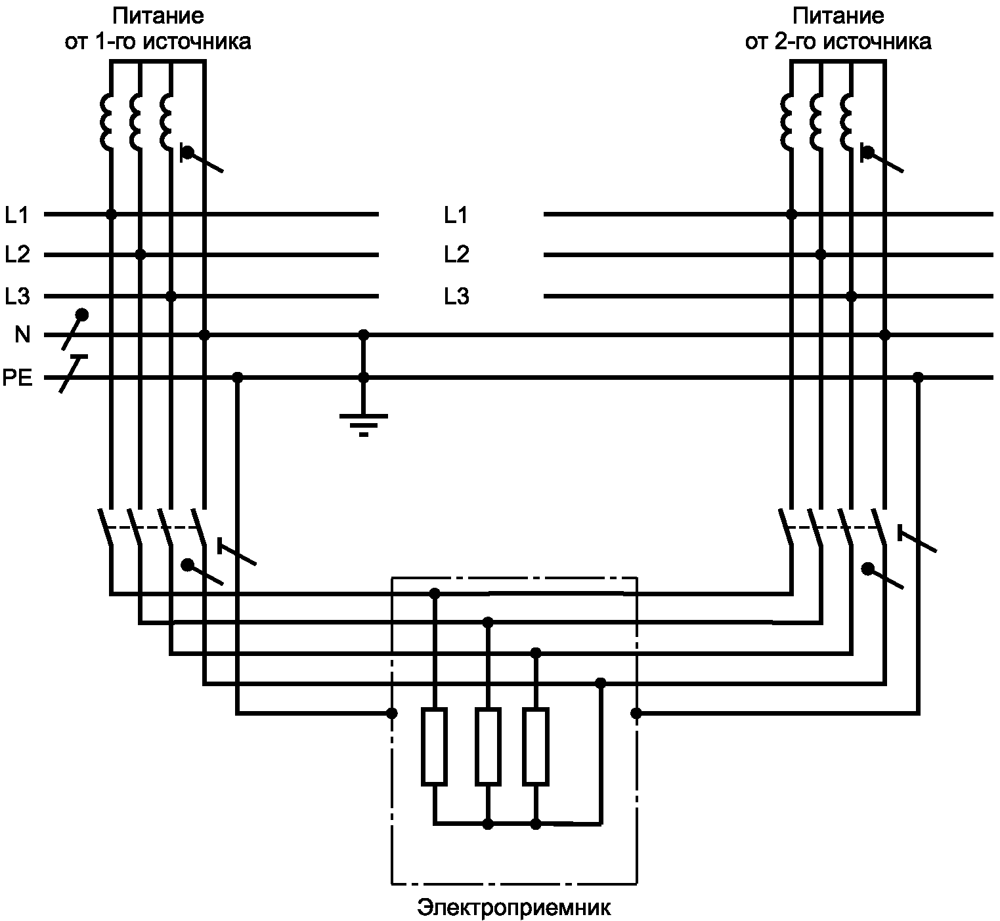 Питание
от 1-го источника
Питание
от 2-го источника
L1
L1
L2
L2
L3
L3
N
PE
Электроприемник